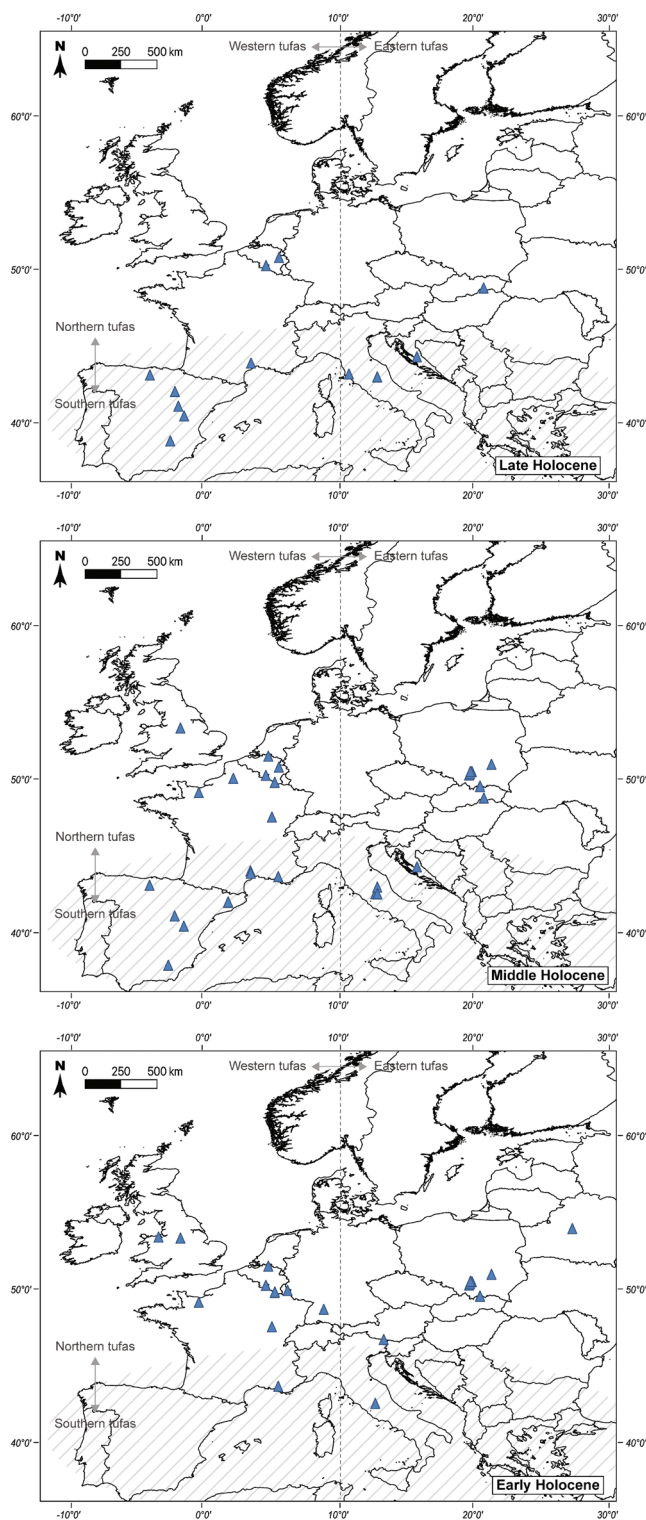 -10°0' 0°0' 10°0' 20°0' 30°0'
N
0 250 500 km
Western tufas Eastern tufas
60°0' 60°0'
50°0' 50°0'
Northern tufas
Southern tufas
40°0' 40°0'
Late Holocene
-10°0' 0°0' 10°0' 20°0' 30°0'
-10°0' 0°0' 10°0' 20°0' 30°0'
N
0 250 500 km
Western tufas Eastern tufas
60°0' 60°0'
50°0' 50°0'
Northern tufas
Southern tufas
40°0' 40°0'
Middle Holocene
-10°0' 0°0' 10°0' 20°0' 30°0'
-10°0' 0°0' 10°0' 20°0' 30°0'
N
0 250 500 km
Western tufas Eastern tufas
60°0' 60°0'
50°0' 50°0'
Northern tufas
Southern tufas
40°0' 40°0'
Early Holocene
-10°0' 0°0' 10°0' 20°0' 30°0'